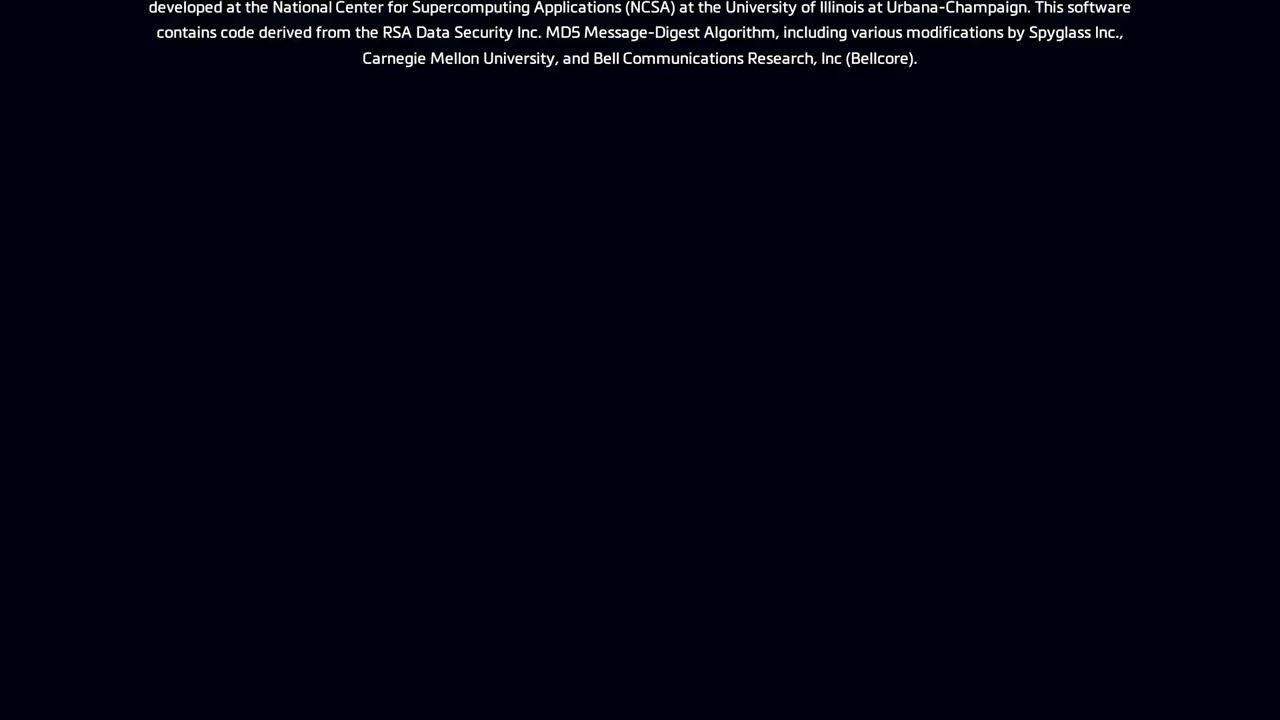 developed at the National Center for Supercomputing Applications (NCSA) at the University of Illinois at Urbana-Champaign. This software
contains code derived from the RSA Data Security Inc. MD5 Message-Digest Algorithm, including various modifications by Spyglass Inc.,
Carnegie Mellon University, and Bell Communications Research, Inc (Bellcore).